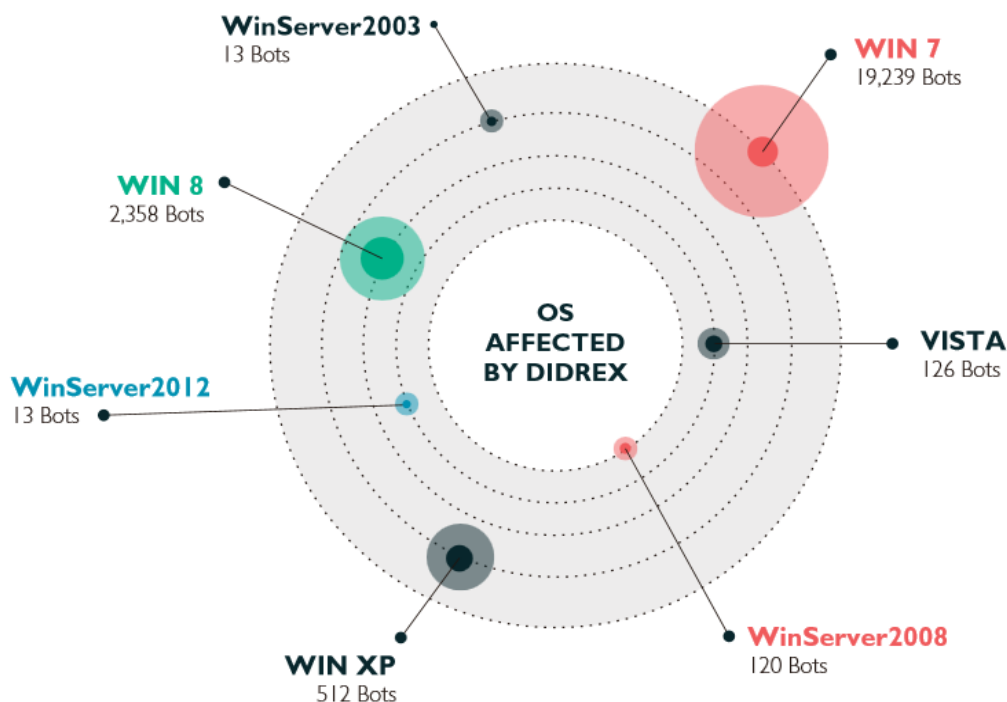 WinServer2003
13 Bots
WIN 7
19,239 Bots
WIN 8
2,358 Bots
OS
AFFECTED
BY DIDREX
VISTA
126 Bots
WinServer2012
13 Bots
WinServer2008
120 Bots
WIN XP
512 Bots